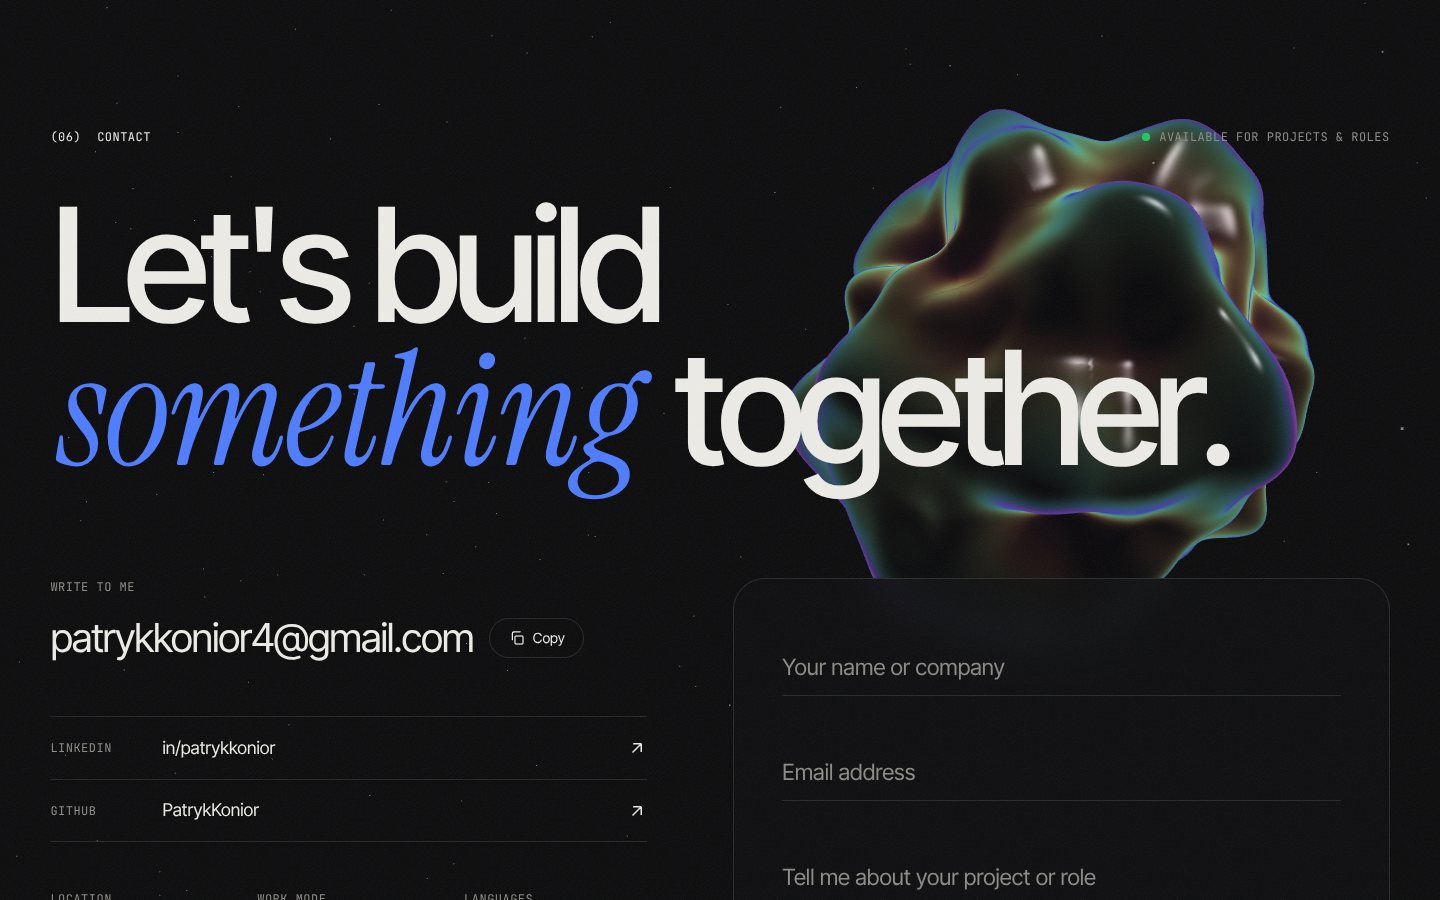 (06) CONTACT
AVAILABLE FOR PROJECTS & ROLES
Let's build
something together.
WRITE TO ME
patrykkonior4@gmail.com
Copy
LINKEDIN in/patrykkonior
GITHUB PatrykKonior
LOCATION WORK MODE LANGUAGES
Your name or company
Email address
Tell me about your project or role